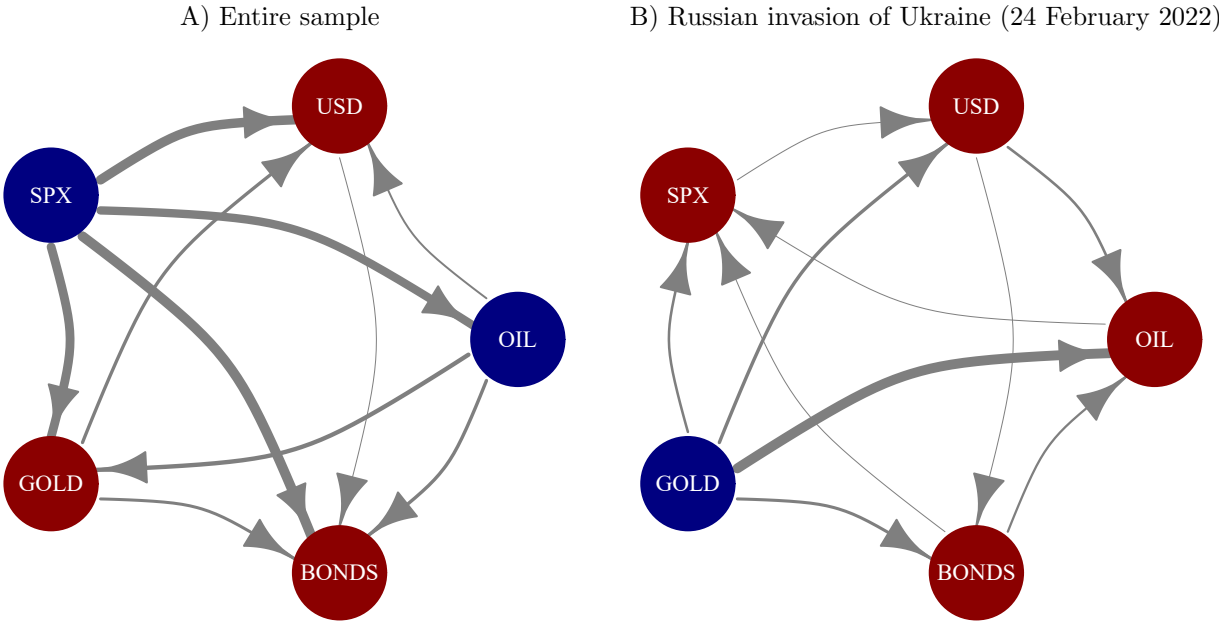 A) Entire sample
USD
SPX
OIL
GOLD
BONDS
B) Russian invasion of Ukraine (24 February 2022)
USD
SPX
OIL
GOLD
BONDS